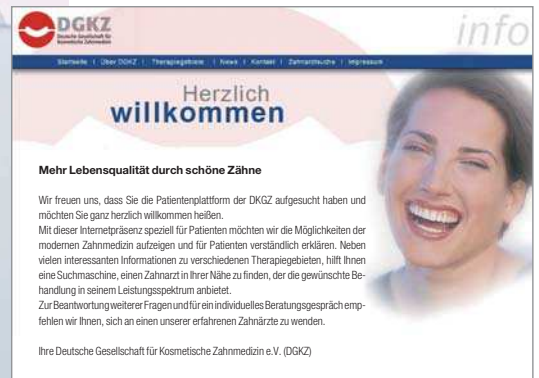 DGKZ
Deutsche Gesellschaft für
Kosmetische Zahnmedizin
info
Startseite | Über DGKZ | Therapiegebiete | News | Kontakt | Zahnarztsuche | Impressum
Herzlich
willkommen
Mehr Lebensqualität durch schöne Zähne
Wir freuen uns, dass Sie die Patientenplattform der DKGZ aufgesucht haben und
möchten Sie ganz herzlich willkommen heißen.
Mit dieser Internetpräsenz speziell für Patienten möchten wir die Möglichkeiten der
modernen Zahnmedizin aufzeigen und für Patienten verständlich erklären. Neben
vielen interessanten Informationen zu verschiedenen Therapiegebieten, hilft Ihnen
eine Suchmaschine, einen Zahnarzt in Ihrer Nähe zu finden, der die gewünschte Be-
handlung in seinem Leistungsspektrum anbietet.
Zur Beantwortung weiterer Fragen und für ein individuelles Beratungsgespräch emp-
fehlen wir Ihnen, sich an einen unserer erfahrenen Zahnärzte zu wenden.
Ihre Deutsche Gesellschaft für Kosmetische Zahnmedizin e.V. (DGKZ)